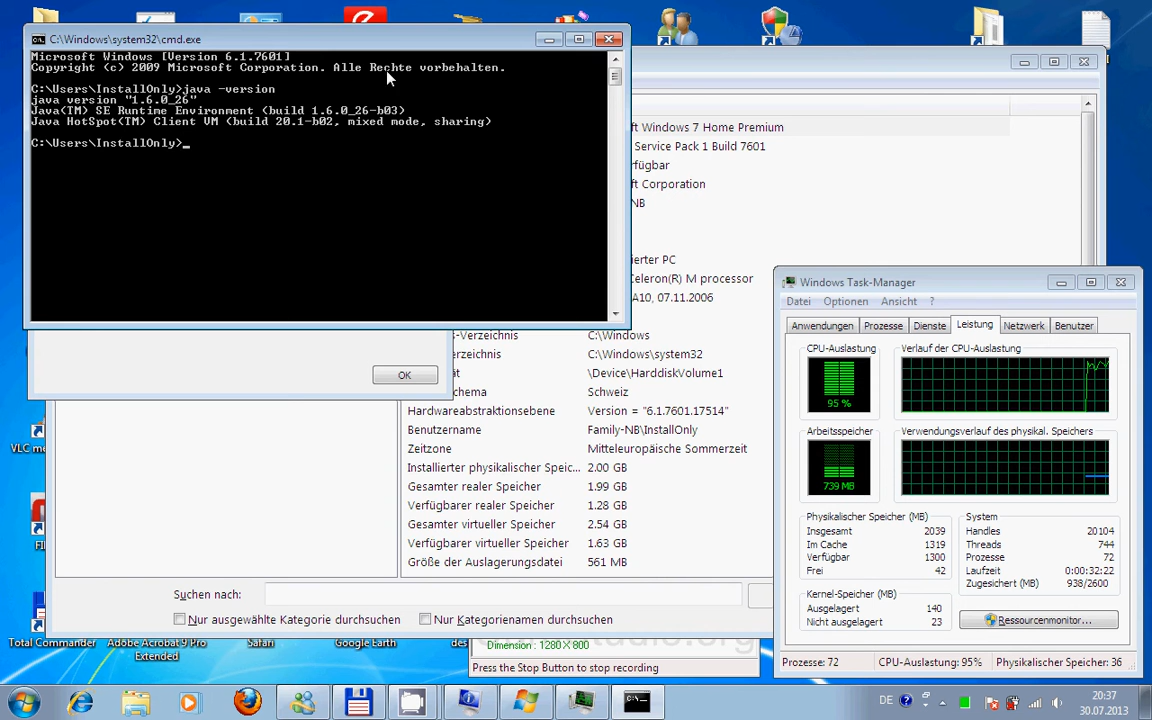 C:\Windows\system32\cmd.exe
Microsoft Windows [Version 6.1.7601]
Copyright (c) 2009 Microsoft Corporation. Alle Rechte vorbehalten.
C:\Users\InstallOnly>java -version
java version "1.6.0_26"
Java(TM) SE Runtime Environment (build 1.6.0_26-b03)
Java HotSpot(TM) Client VM (build 20.1-b02, mixed mode, sharing)
C:\Users\InstallOnly>_
ft Windows 7 Home Premium
Service Pack 1 Build 7601
rfügbar
ft Corporation
NB
ierter PC
Celeron(R) M processor
A10, 07.11.2006
s-Verzeichnis C:\Windows
erzeichnis C:\Windows\system32
ät \Device\HarddiskVolume1
schema Schweiz
Hardwareabstraktionsebene Version = "6.1.7601.17514"
Benutzername Family-NB\InstallOnly
Zeitzone Mitteleuropäische Sommerzeit
Installierter physikalischer Speic... 2.00 GB
Gesamter realer Speicher 1.99 GB
Verfügbarer realer Speicher 1.28 GB
Gesamter virtueller Speicher 2.54 GB
Verfügbarer virtueller Speicher 1.63 GB
Größe der Auslagerungsdatei 561 MB
OK
Suchen nach:
Nur ausgewählte Kategorie durchsuchen
Nur Kategorienamen durchsuchen
Windows Task-Manager
Datei Optionen Ansicht ?
Anwendungen Prozesse Dienste Leistung Netzwerk Benutzer
CPU-Auslastung Verlauf der CPU-Auslastung
95 %
Arbeitsspeicher Verwendungsverlauf des physikal. Speichers
739 MB
Physikalischer Speicher (MB)
Insgesamt 2039
Im Cache 1319
Verfügbar 1300
Frei 42
System
Handles 20104
Threads 744
Prozesse 72
Laufzeit 0:00:32:22
Zugesichert (MB) 938/2600
Kernel-Speicher (MB)
Ausgelagert 140
Nicht ausgelagert 23
Ressourcenmonitor...
Prozesse: 72 CPU-Auslastung: 95% Physikalischer Speicher: 36
VLC me
FI
Total Commander
Adobe Acrobat 9 Pro
Extended
Safari
Google Earth
des
Dimension : 1280 X 800
Press the Stop Button to stop recording
DE
20:37
30.07.2013